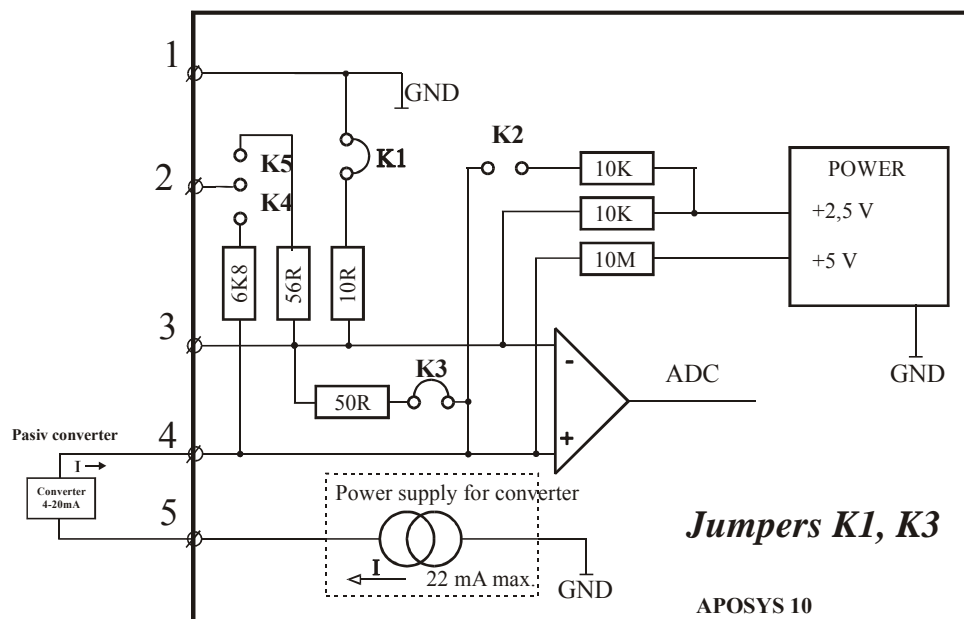 1
GND
K2
K5
K1
10K
POWER
2
K4
10K
+2,5 V
10M
+5 V
6K8
56R
10R
3
K3
-
ADC
GND
50R
Pasiv converter
4
+
I
Converter
4-20mA
5
Power supply for converter
Jumpers K1, K3
I
22 mA max.
GND
APOSYS 10